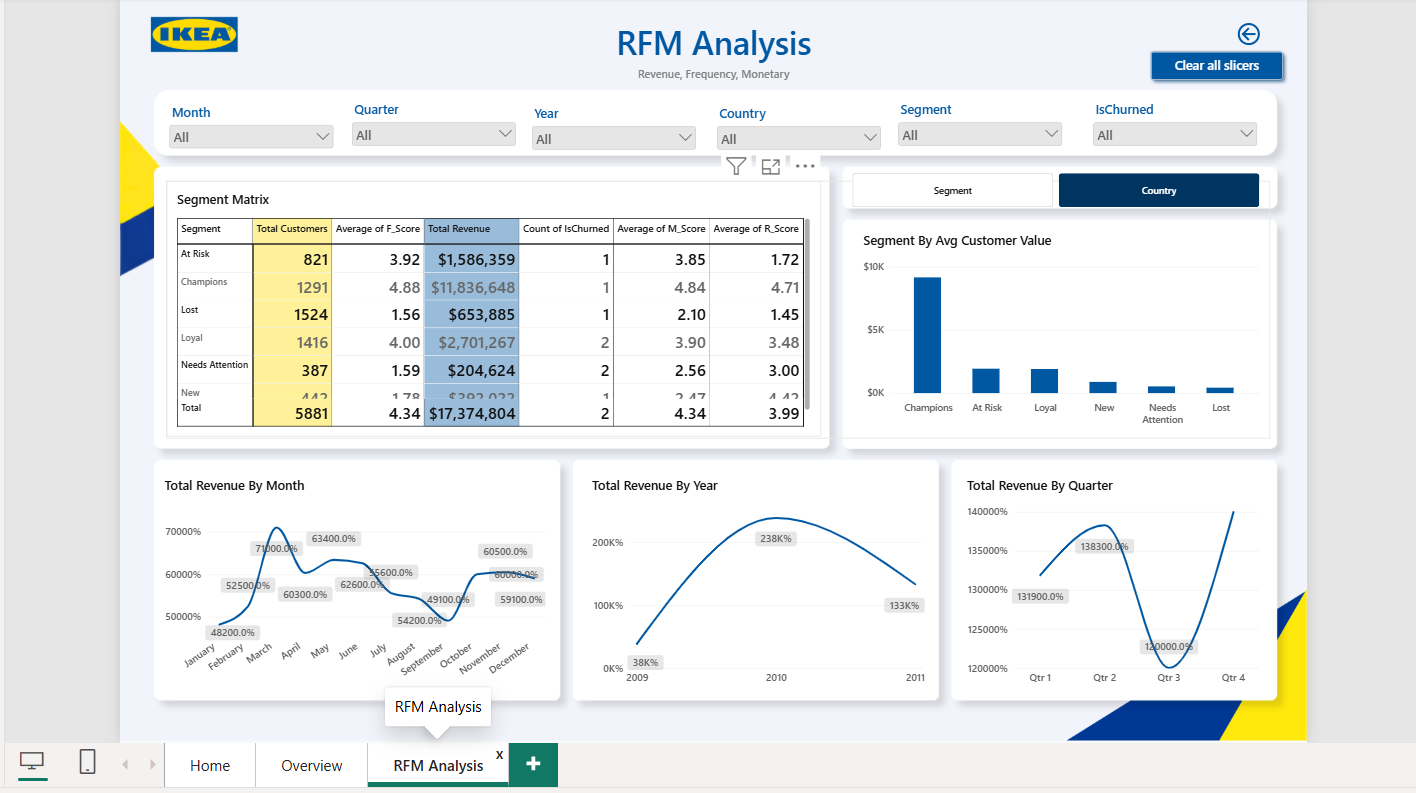 IKEA
RFM Analysis
Revenue, Frequency, Monetary
Clear all slicers
Month Quarter Year Country Segment IsChurned
All All All All All All
Segment Matrix
Segment Total Customers Average of F_Score Total Revenue Count of IsChurned Average of M_Score Average of R_Score
At Risk 821 3.92 $1,586,359 1 3.85 1.72
Champions 1291 4.88 $11,836,648 1 4.84 4.71
Lost 1524 1.56 $653,885 1 2.10 1.45
Loyal 1416 4.00 $2,701,267 2 3.90 3.48
Needs Attention 387 1.59 $204,624 2 2.56 3.00
New
Total 5881 4.34 $17,374,804 2 4.34 3.99
Segment Country
Segment By Avg Customer Value
$10K
$5K
$0K
Champions At Risk Loyal New Needs Attention Lost
Total Revenue By Month
70000%
60000%
50000%
48200.0%
52500.0%
71000.0%
60300.0%
63400.0%
62600.0%
55600.0%
54200.0%
49100.0%
60500.0%
60000.0%
59100.0%
January February March April May June July August September October November December
Total Revenue By Year
200K%
100K%
0K%
38K%
238K%
133K%
2009 2010 2011
Total Revenue By Quarter
140000%
135000%
130000%
125000%
120000%
131900.0%
138300.0%
120000.0%
Qtr 1 Qtr 2 Qtr 3 Qtr 4
RFM Analysis
Home Overview RFM Analysis x +